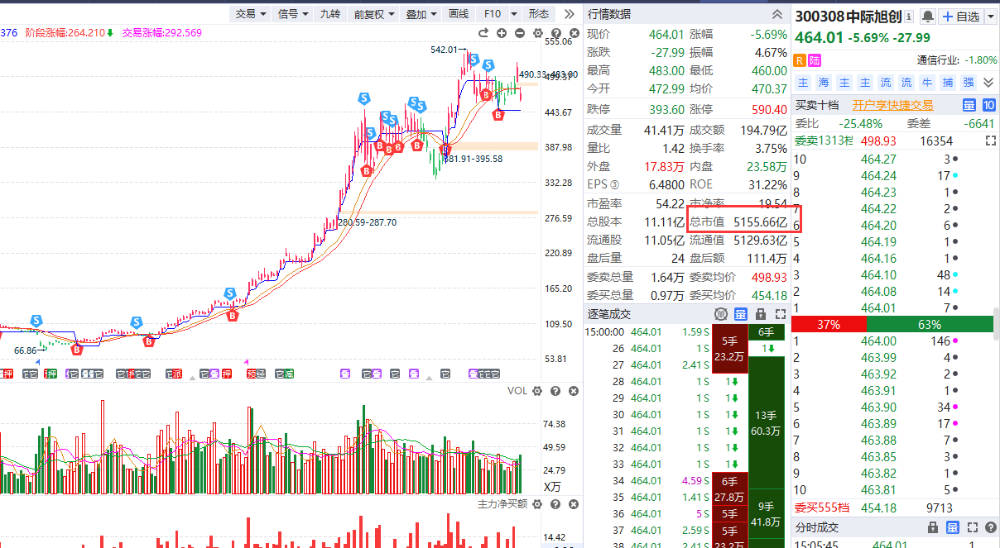 交易 信号 九转 前复权 叠加 画线 F10 形态
376 阶段涨幅:264.210 交易涨幅:292.569
555.06
542.01
490.33-483.00
443.67
387.98
381.91-395.58
332.28
280.59-287.70
276.59
220.89
165.20
109.50
66.86
53.81
VOL
74.38
49.59
24.79
X万
主力净买额
14.42
行情数据
现价 464.01 涨幅 -5.69%
涨跌 -27.99 振幅 4.67%
最高 483.00 最低 460.00
今开 472.99 均价 470.37
跌停 393.60 涨停 590.40
成交量 41.41万 成交额 194.79亿
量比 1.42 换手率 3.75%
外盘 17.83万 内盘 23.58万
EPS③ 6.4800 ROE 31.22%
市盈率 54.22 市净率 19.54
总股本 11.11亿 总市值 5155.66亿
流通股 11.05亿 流通值 5129.63亿
盘后量 24 盘后额 111.4万
委卖总量 1.64万 委卖均价 498.93
委买总量 0.97万 委买均价 454.18
逐笔成交 单 量
15:00:00 464.01 1.59 S
26 464.01 1 S
27 464.01 2.41 S
28 464.01 1 S 1
29 464.01 1 S 1
30 464.01 1 S 1
31 464.01 1 S 1
32 464.01 1 S 1
33 464.01 1 S 1
34 464.01 4.59 S
35 464.01 1.41 S
36 464.01 5 S
37 464.01 2.59 S
38 464.01 2.41 S
5手
23.2万
6手
1
13手
60.3万
6手
27.8万
5手
5手
23.2万
9手
41.8万
300308 中际旭创 自选
464.01 -5.69% -27.99
R 陆 通信行业: -1.80%
主 海 主 主 流 流 牛 捕 强
买卖十档 开户享快捷交易 量 10
委比 -25.48% 委差 -6641
委卖1313档 498.93 16354
10 464.27 3
9 464.24 17
8 464.23 1
7 464.22 2
6 464.20 6
5 464.19 1
4 464.16 1
3 464.10 48
2 464.08 14
1 464.01 7
37% 63%
1 464.00 146
2 463.99 4
3 463.92 2
4 463.91 1
5 463.90 34
6 463.89 17
7 463.88 7
8 463.85 3
9 463.82 1
10 463.81 5
委买555档 454.18 9713
分时成交 量
15:05:45 464.01 1